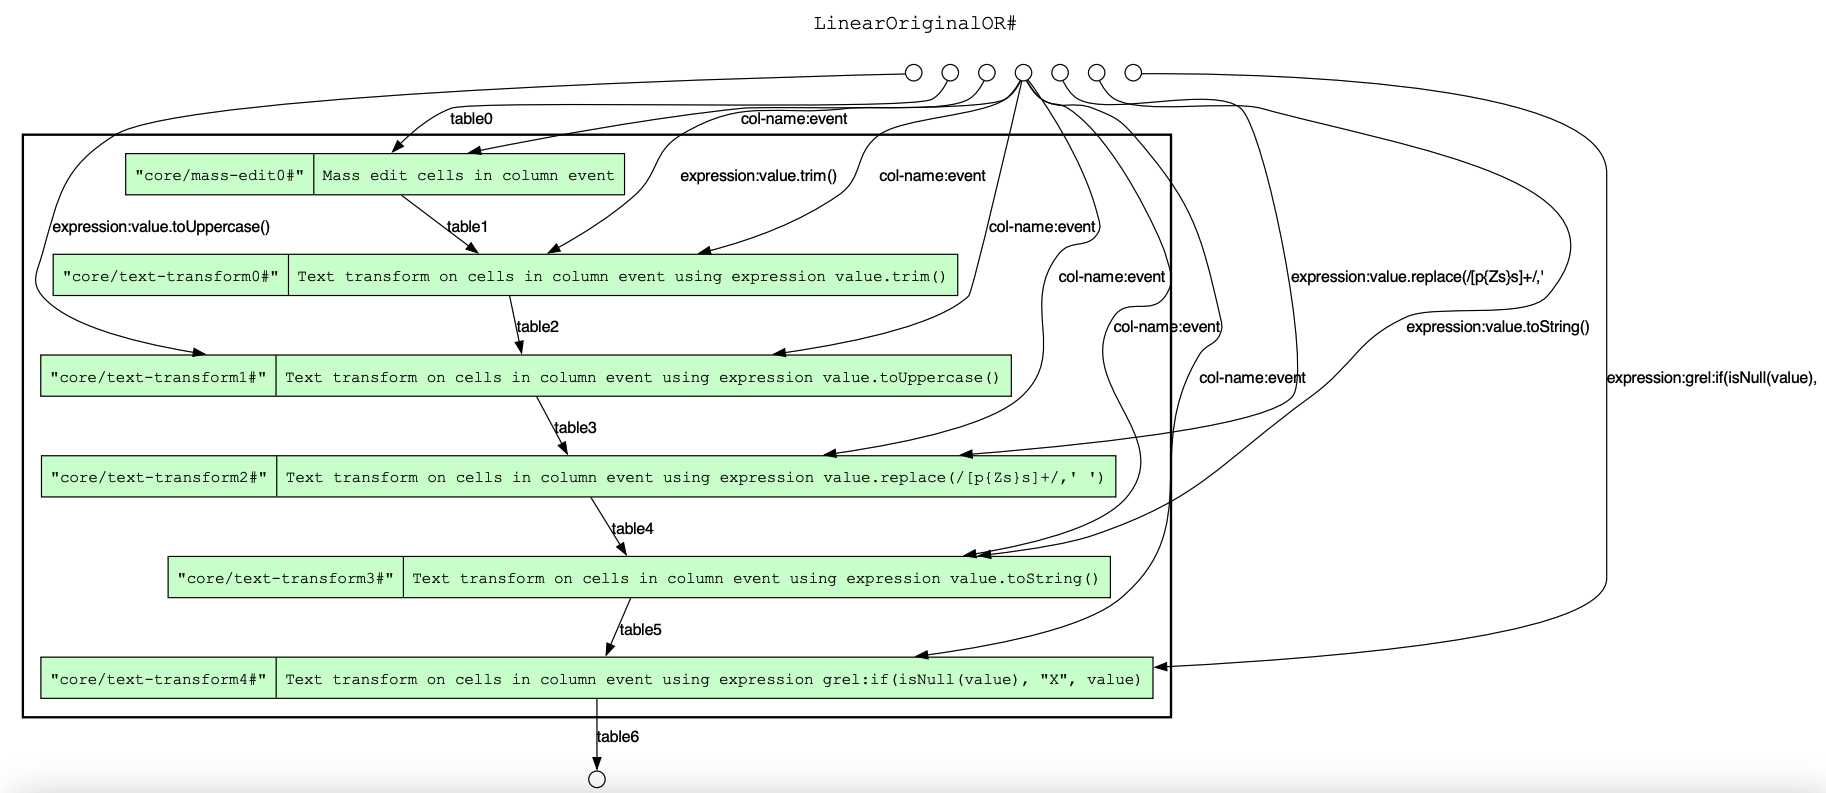 LinearOriginalOR#
table0
col-name:event
"core/mass-edit0#" Mass edit cells in column event
expression:value.trim()
col-name:event
expression:value.toUppercase()
table1
col-name:event
"core/text-transform0#" Text transform on cells in column event using expression value.trim()
col-name:event
expression:value.replace(/[p{Zs}s]+/,'
table2
col-name:event
expression:value.toString()
"core/text-transform1#" Text transform on cells in column event using expression value.toUppercase()
col-name:event
expression:grel:if(isNull(value),
table3
"core/text-transform2#" Text transform on cells in column event using expression value.replace(/[p{Zs}s]+/,' ')
table4
"core/text-transform3#" Text transform on cells in column event using expression value.toString()
table5
"core/text-transform4#" Text transform on cells in column event using expression grel:if(isNull(value), "X", value)
table6